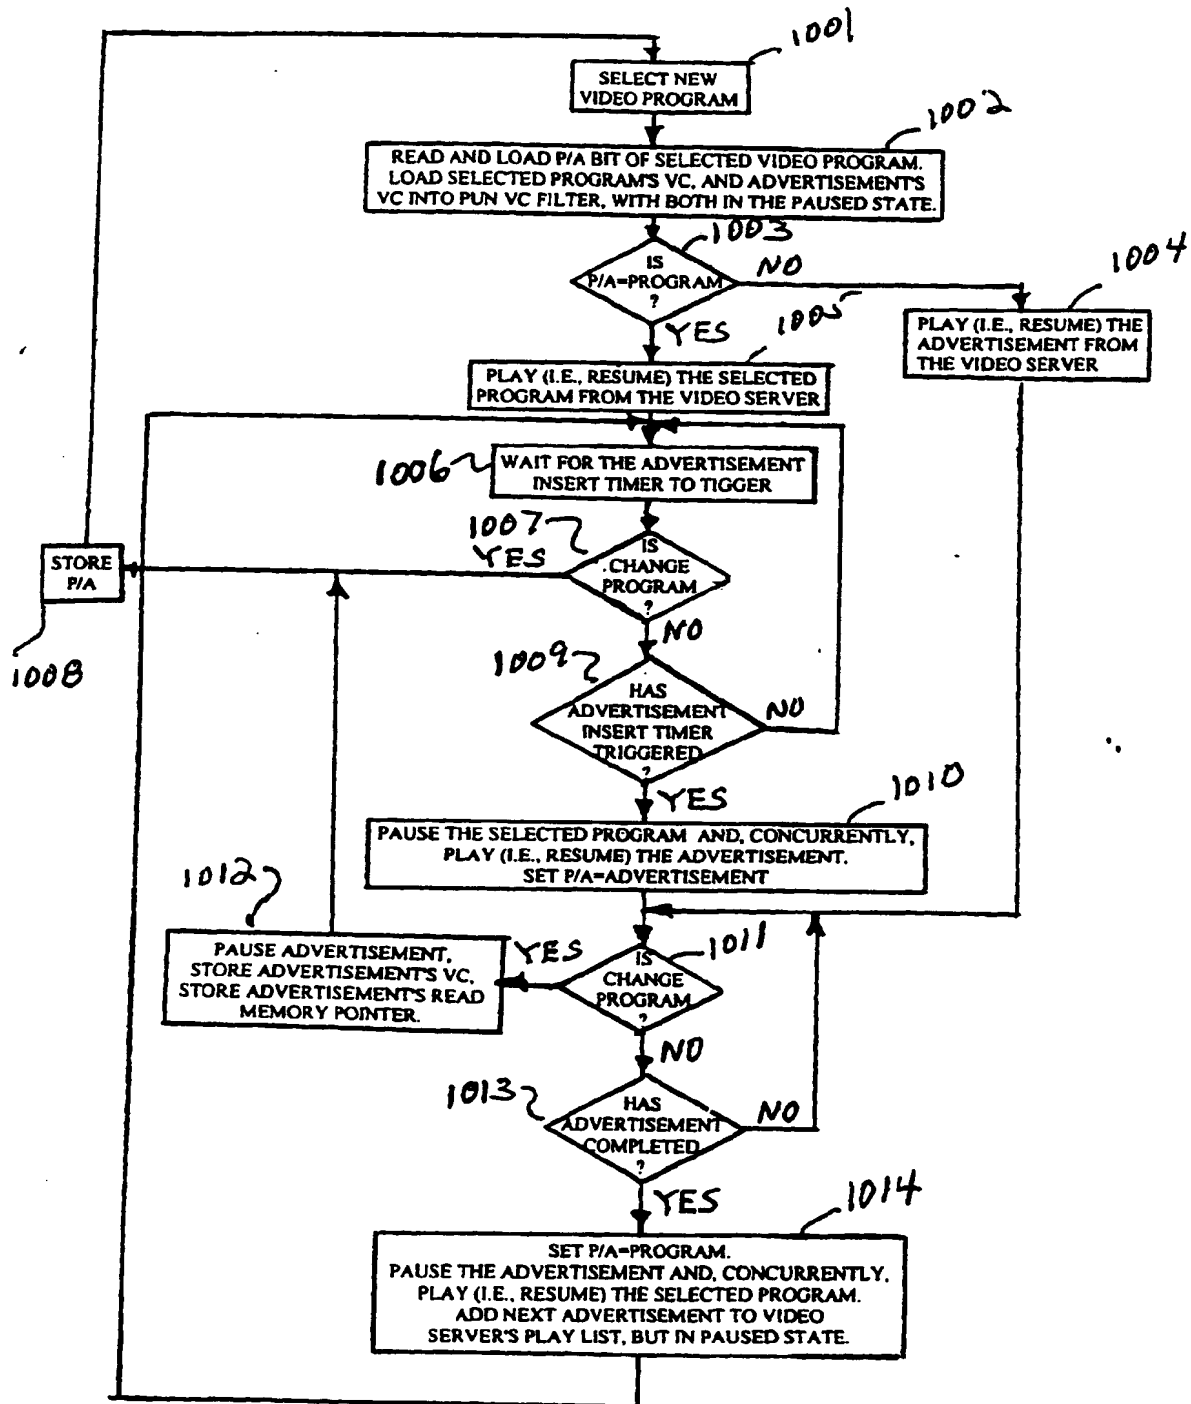 1001
SELECT NEW
VIDEO PROGRAM
1002
READ AND LOAD P/A BIT OF SELECTED VIDEO PROGRAM.
LOAD SELECTED PROGRAM'S VC, AND ADVERTISEMENT'S
VC INTO PUN VC FILTER, WITH BOTH IN THE PAUSED STATE.
1003
IS
P/A=PROGRAM
?
NO
1004
PLAY (I.E., RESUME) THE
ADVERTISEMENT FROM
THE VIDEO SERVER
YES
1005
PLAY (I.E., RESUME) THE SELECTED
PROGRAM FROM THE VIDEO SERVER
1006
WAIT FOR THE ADVERTISEMENT
INSERT TIMER TO TIGGER
1007
YES
IS
CHANGE
PROGRAM
?
STORE
P/A
1008
NO
1009
HAS
ADVERTISEMENT
INSERT TIMER
TRIGGERED
?
NO
YES
1010
PAUSE THE SELECTED PROGRAM AND, CONCURRENTLY,
PLAY (I.E., RESUME) THE ADVERTISEMENT.
SET P/A=ADVERTISEMENT
1011
IS
CHANGE
PROGRAM
?
YES
1012
PAUSE ADVERTISEMENT,
STORE ADVERTISEMENT'S VC,
STORE ADVERTISEMENT'S READ
MEMORY POINTER.
NO
1013
HAS
ADVERTISEMENT
COMPLETED
?
NO
YES
1014
SET P/A=PROGRAM.
PAUSE THE ADVERTISEMENT AND, CONCURRENTLY,
PLAY (I.E., RESUME) THE SELECTED PROGRAM.
ADD NEXT ADVERTISEMENT TO VIDEO
SERVER'S PLAY LIST, BUT IN PAUSED STATE.